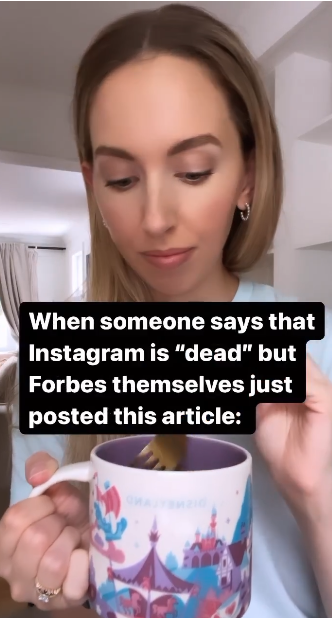 When someone says that
Instagram is “dead” but
Forbes themselves just
posted this article:
DISNEYLAND